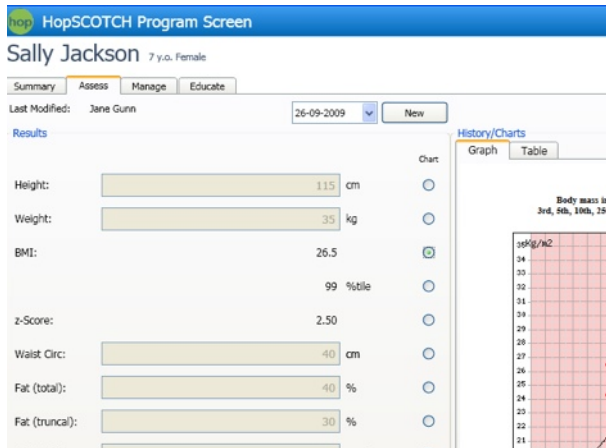 hop HopSCOTCH Program Screen
Sally Jackson 7 y.o. Female
Summary Assess Manage Educate
Last Modified: Jane Gunn 26-09-2009 New
Results
History/Charts
Chart
Graph Table
Height: 115 cm
Weight: 35 kg
BMI: 26.5
99 %tile
z-Score: 2.50
Waist Circ: 40 cm
Fat (total): 40 %
Fat (truncal): 30 %
Body mass in
3rd, 5th, 10th, 25
35 Kg/m2
34
33
32
31
30
29
28
27
26
25
24
23
22
21